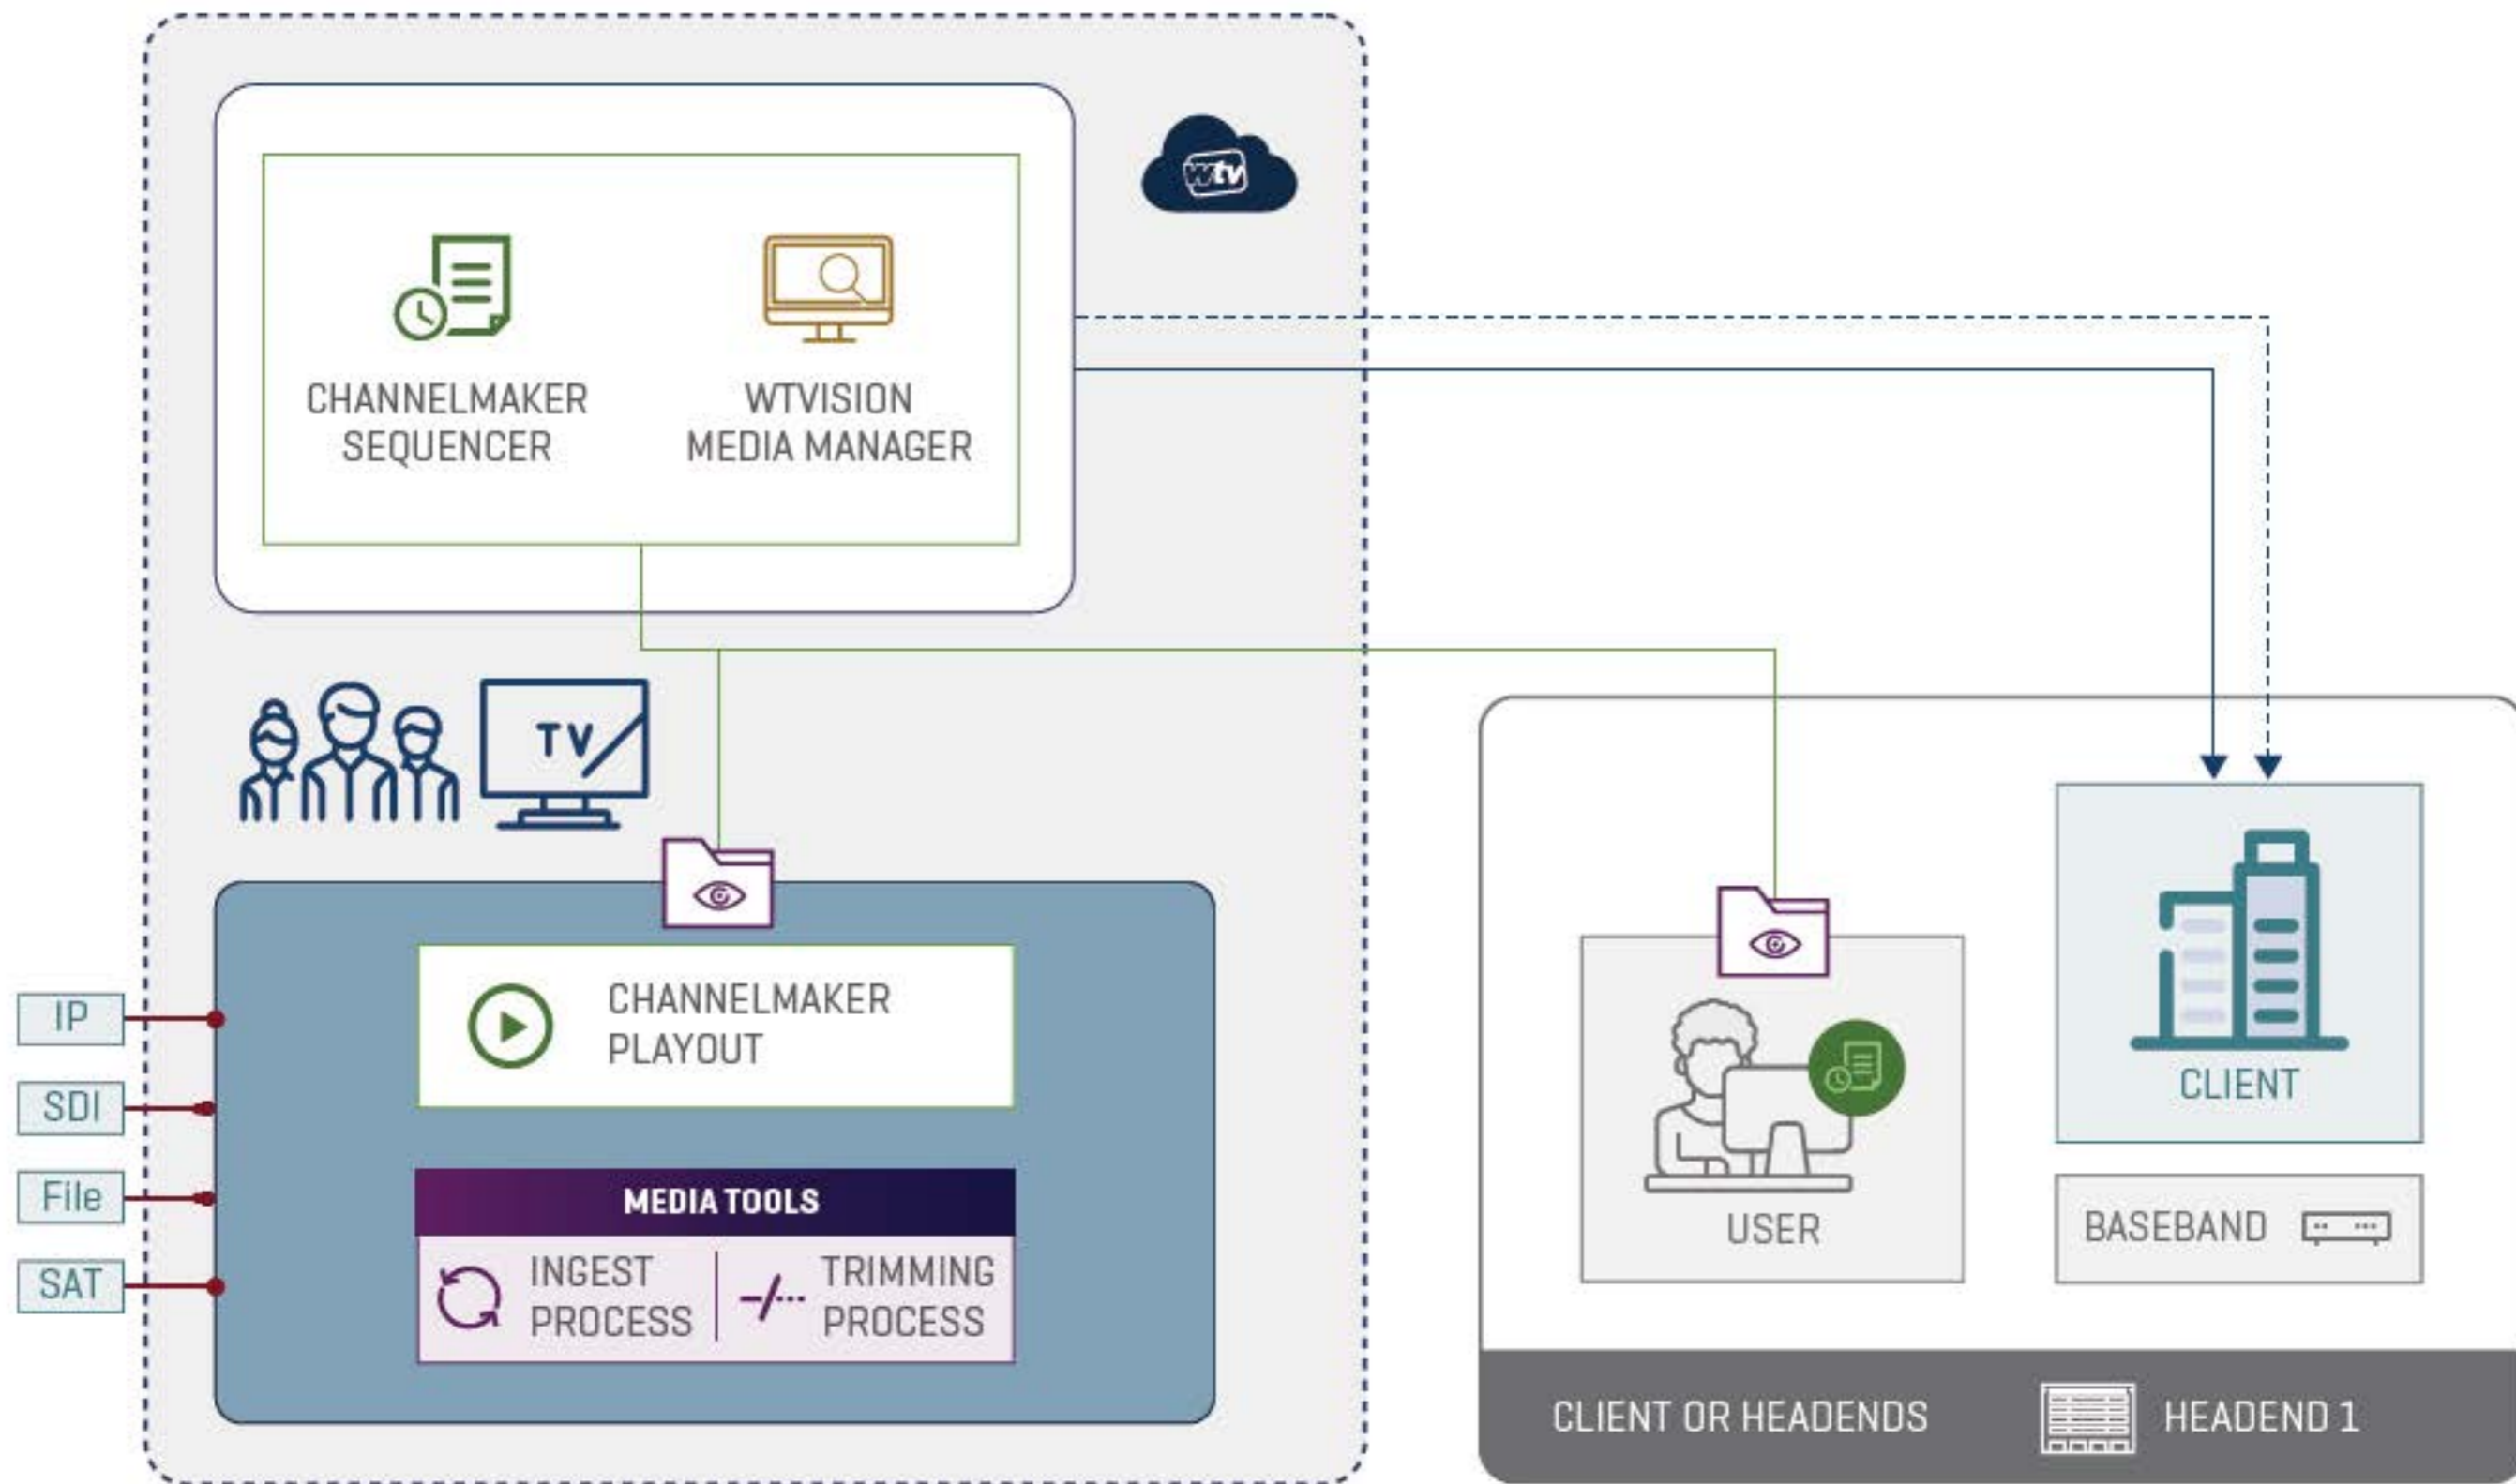 wtv
CHANNELMAKER
SEQUENCER
WTVISION
MEDIA MANAGER
TV
IP
SDI
File
SAT
CHANNELMAKER
PLAYOUT
MEDIA TOOLS
INGEST
PROCESS
TRIMMING
PROCESS
USER
CLIENT
BASEBAND
CLIENT OR HEADENDS
HEADEND 1